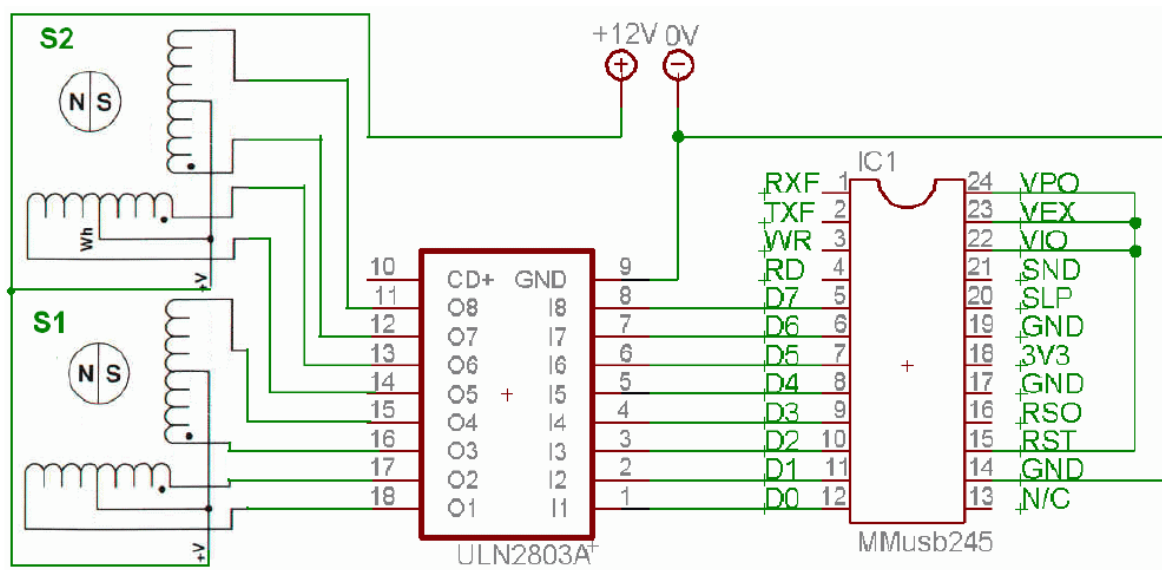 S2
+12V 0V
N S
Wh
+V
S1
N S
+V
10 CD+ GND 9
11 O8 I8 8
12 O7 I7 7
13 O6 I6 6
14 O5 I5 5
15 O4 I4 4
16 O3 I3 3
17 O2 I2 2
18 O1 I1 1
ULN2803A
IC1
RXF 1 24 VPO
TXF 2 23 VEX
WR 3 22 VIO
RD 4 21 SND
D7 5 20 SLP
D6 6 19 GND
D5 7 18 3V3
D4 8 17 GND
D3 9 16 RSO
D2 10 15 RST
D1 11 14 GND
D0 12 13 N/C
MMusb245